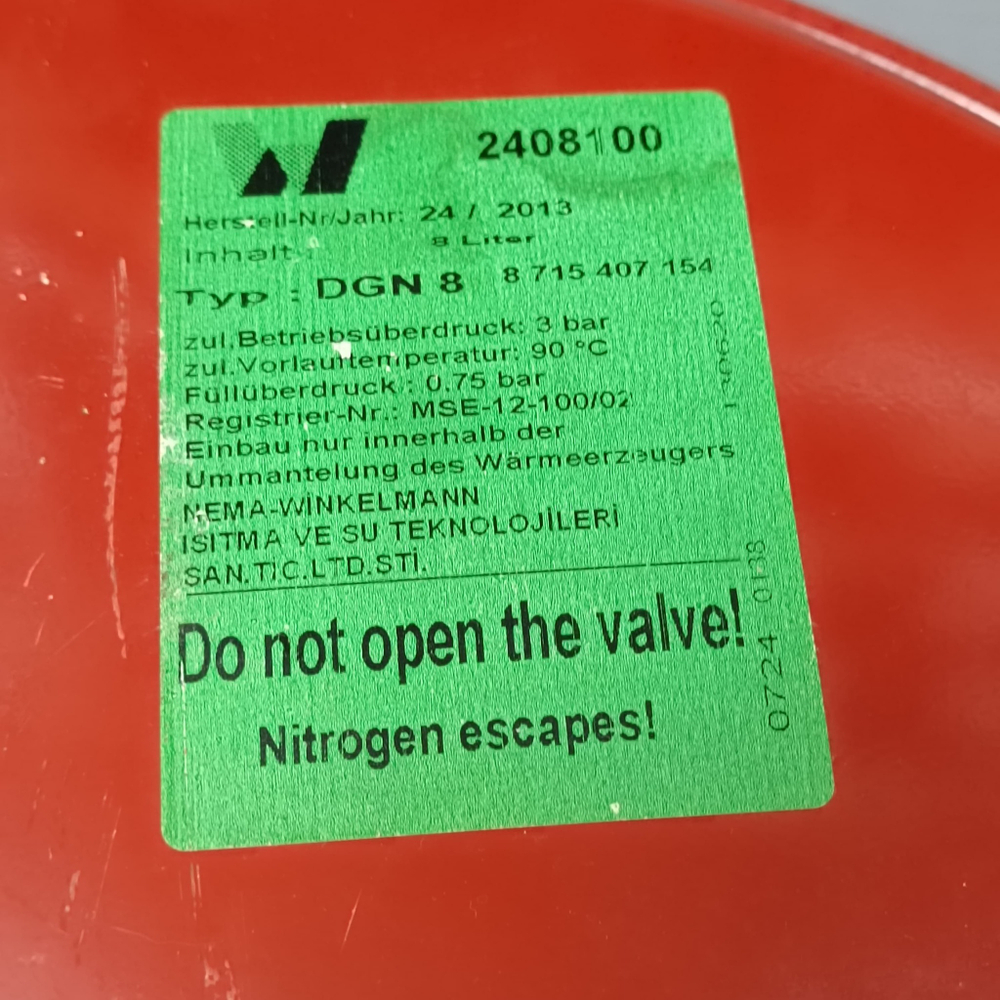 2408100
Herstell-Nr/Jahr: 24 / 2013
Inhalt : 8 Liter
Typ : DGN 8 8 715 407 154
zul.Betriebsüberdruck: 3 bar
zul.Vorlauftemperatur: 90 °C
Füllüberdruck : 0.75 bar
Registrier-Nr.: MSE-12-100/02
Einbau nur innerhalb der
Ummantelung des Wärmeerzeugers
NEMA-WINKELMANN
ISITMA VE SU TEKNOLOJİLERİ
SAN.TİC.LTD.STİ.
Do not open the valve!
Nitrogen escapes!
0724 0138